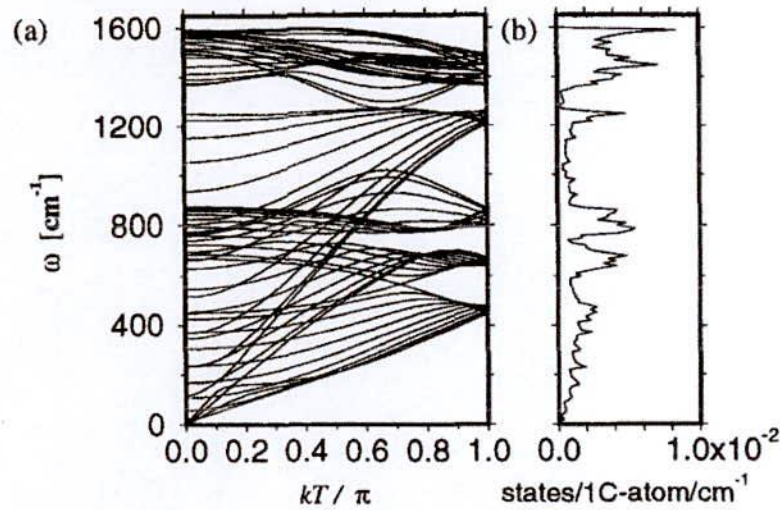 (a)
(b)
1600
1200
800
400
0
ω [cm⁻¹]
0.0 0.2 0.4 0.6 0.8 1.0
0.0 1.0x10⁻²
kT / π
states/1C-atom/cm⁻¹